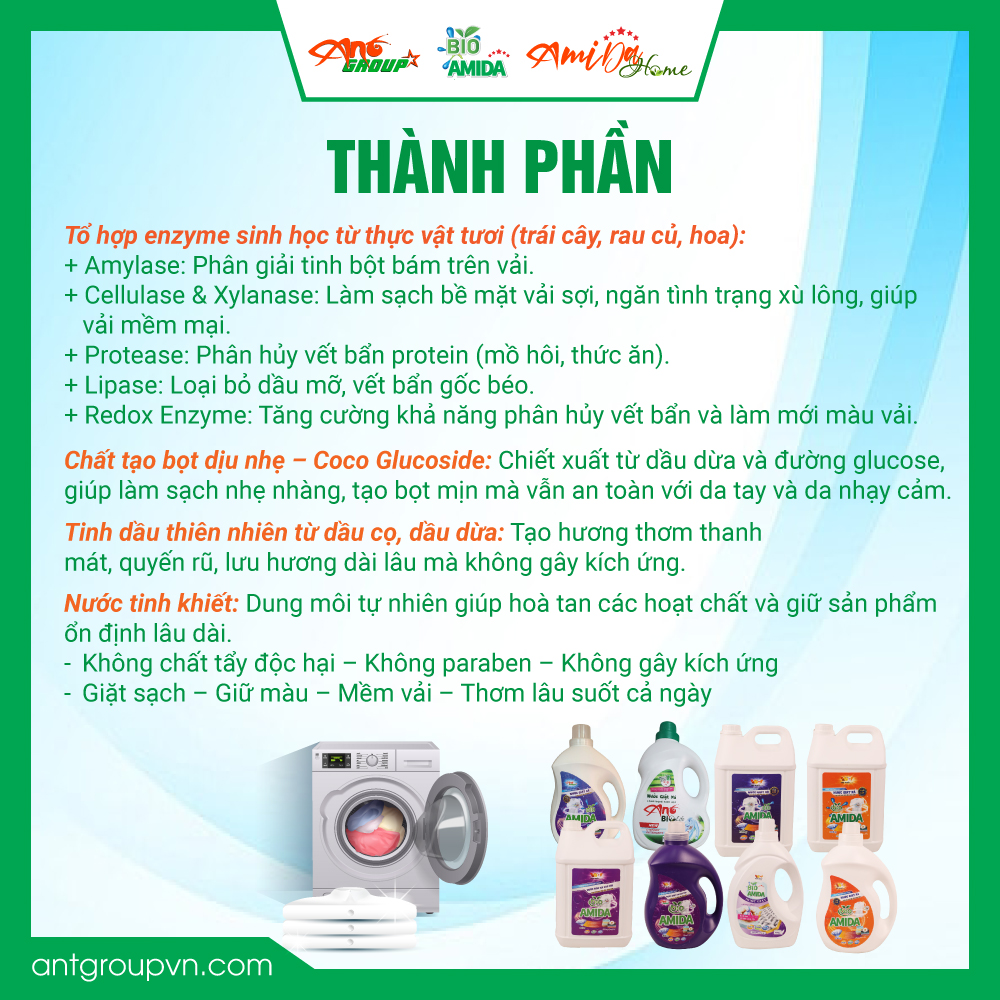 Ant GROUP BIO AMIDA AmiDa Home
THÀNH PHẦN
Tổ hợp enzyme sinh học từ thực vật tươi (trái cây, rau củ, hoa):
+ Amylase: Phân giải tinh bột bám trên vải.
+ Cellulase & Xylanase: Làm sạch bề mặt vải sợi, ngăn tình trạng xù lông, giúp
vải mềm mại.
+ Protease: Phân hủy vết bẩn protein (mồ hôi, thức ăn).
+ Lipase: Loại bỏ dầu mỡ, vết bẩn gốc béo.
+ Redox Enzyme: Tăng cường khả năng phân hủy vết bẩn và làm mới màu vải.
Chất tạo bọt dịu nhẹ – Coco Glucoside: Chiết xuất từ dầu dừa và đường glucose,
giúp làm sạch nhẹ nhàng, tạo bọt mịn mà vẫn an toàn với da tay và da nhạy cảm.
Tinh dầu thiên nhiên từ dầu cọ, dầu dừa: Tạo hương thơm thanh
mát, quyến rũ, lưu hương dài lâu mà không gây kích ứng.
Nước tinh khiết: Dung môi tự nhiên giúp hoà tan các hoạt chất và giữ sản phẩm
ổn định lâu dài.
- Không chất tẩy độc hại – Không paraben – Không gây kích ứng
- Giặt sạch – Giữ màu – Mềm vải – Thơm lâu suốt cả ngày
AMIDA
Ant
AMIDA
AMIDA
AMIDA
AMIDA
BIO AMIDA
AMIDA
antgroupvn.com